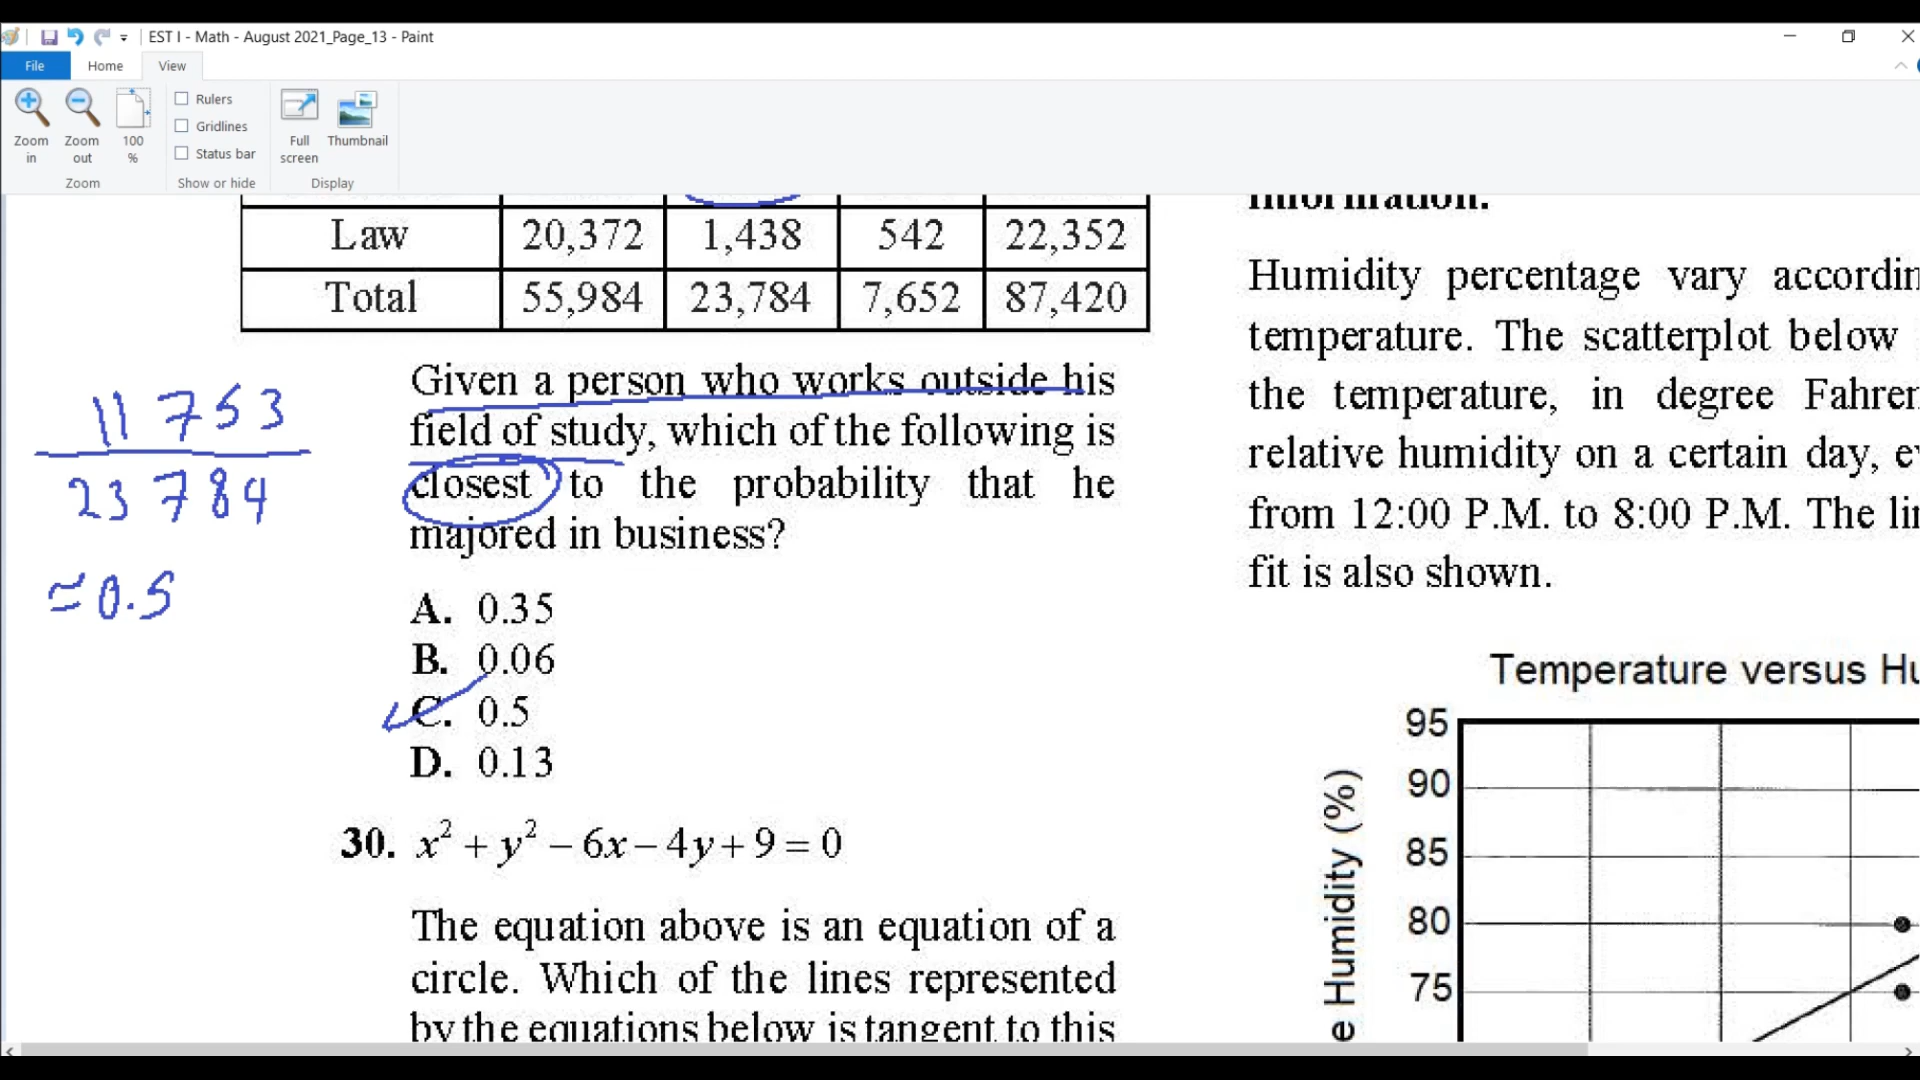 EST I - Math - August 2021_Page_13 - Paint
File Home View
Zoom in
Zoom out
100 %
Zoom
Rulers
Gridlines
Status bar
Show or hide
Full screen
Thumbnail
Display
Law 20,372 1,438 542 22,352
Total 55,984 23,784 7,652 87,420
11 753
23 784
≈0.5
Given a person who works outside his
field of study, which of the following is
closest to the probability that he
majored in business?
A. 0.35
B. 0.06
C. 0.5
D. 0.13
30. x² + y² − 6x − 4y + 9 = 0
The equation above is an equation of a
circle. Which of the lines represented
by the equations below is tangent to this
information.
Humidity percentage vary accordin
temperature. The scatterplot below
the temperature, in degree Fahren
relative humidity on a certain day, ev
from 12:00 P.M. to 8:00 P.M. The lin
fit is also shown.
Temperature versus Hu
e Humidity (%)
95
90
85
80
75